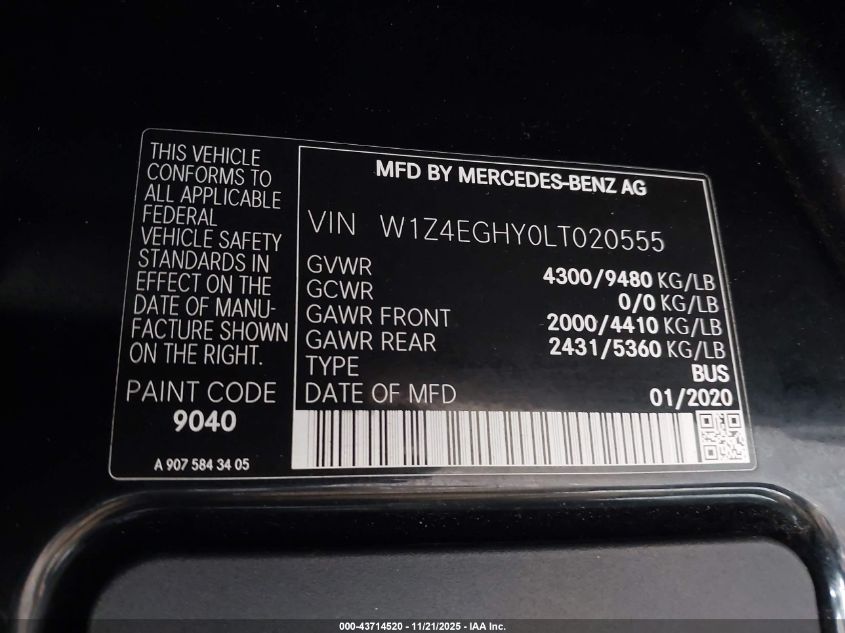 THIS VEHICLE
CONFORMS TO
ALL APPLICABLE
FEDERAL
VEHICLE SAFETY
STANDARDS IN
EFFECT ON THE
DATE OF MANU-
FACTURE SHOWN
ON THE RIGHT.
PAINT CODE
9040
A 907 584 34 05
MFD BY MERCEDES-BENZ AG
VIN W1Z4EGHY0LT020555
GVWR 4300/9480 KG/LB
GCWR 0/0 KG/LB
GAWR FRONT 2000/4410 KG/LB
GAWR REAR 2431/5360 KG/LB
TYPE BUS
DATE OF MFD 01/2020
000-43714520 - 11/21/2025 - IAA Inc.